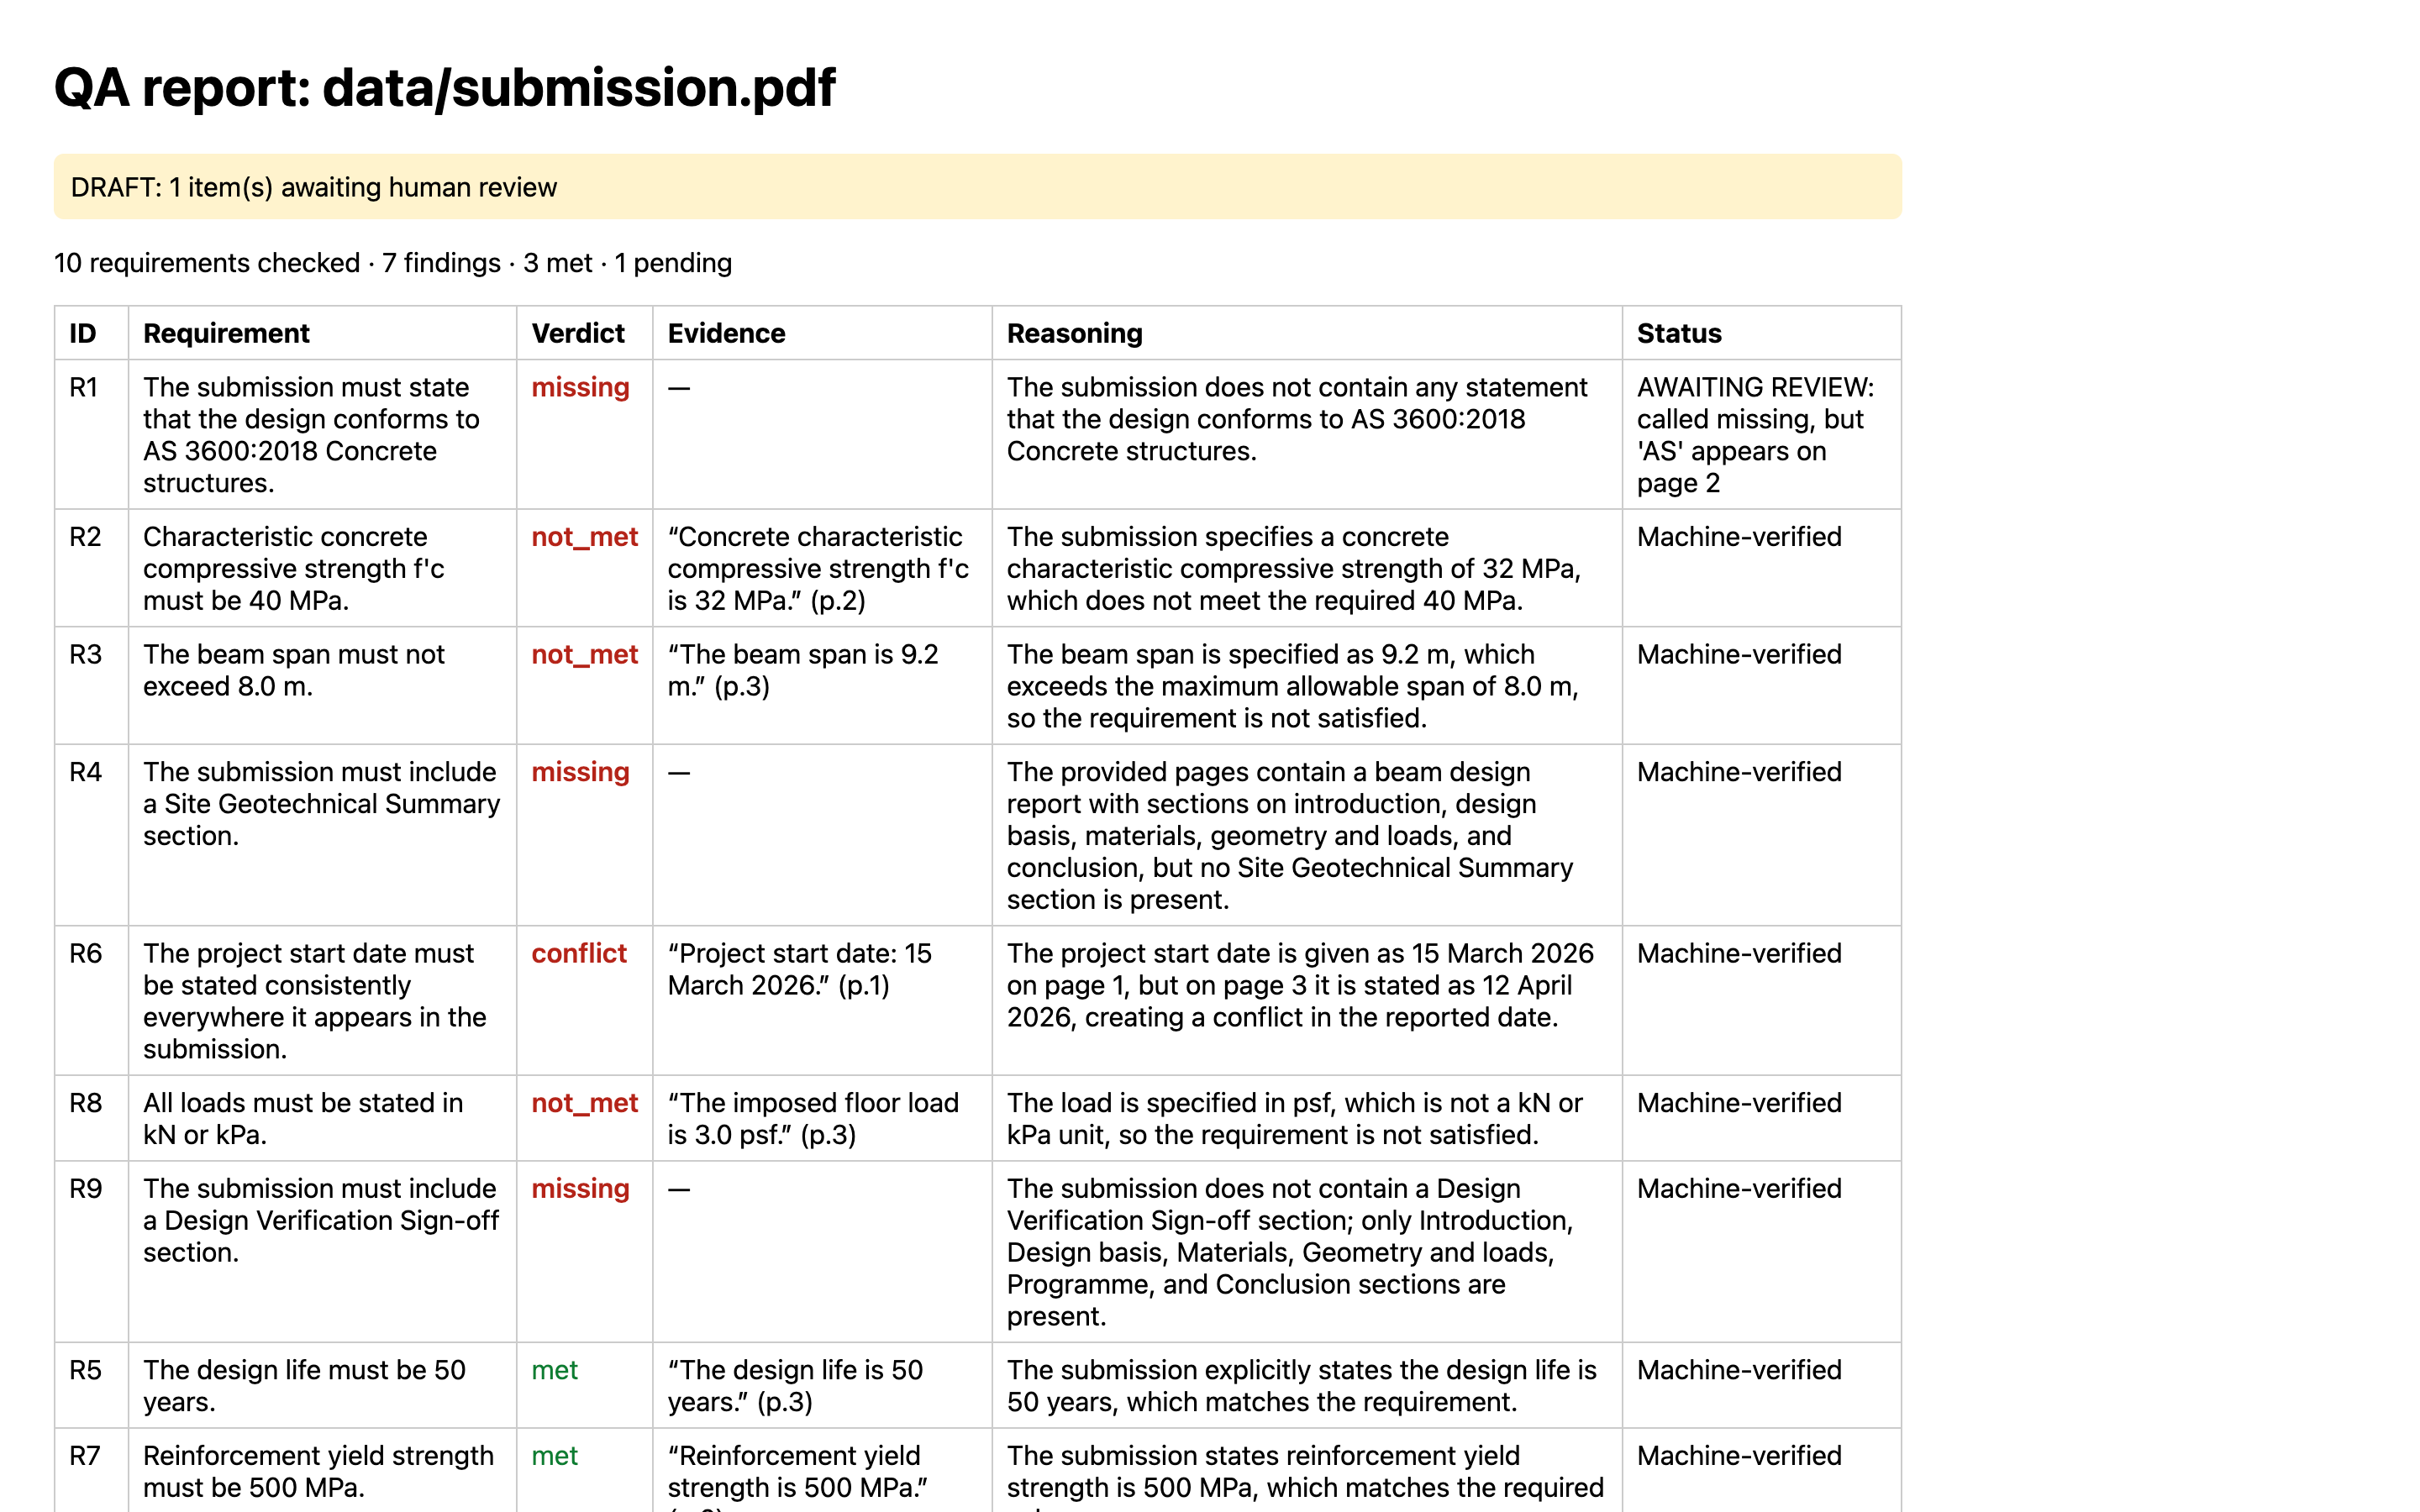 QA report: data/submission.pdf
DRAFT: 1 item(s) awaiting human review
10 requirements checked · 7 findings · 3 met · 1 pending
ID Requirement Verdict Evidence Reasoning Status
R1
The submission must state
that the design conforms to
AS 3600:2018 Concrete
structures.
missing
—
The submission does not contain any statement
that the design conforms to AS 3600:2018
Concrete structures.
AWAITING REVIEW:
called missing, but
'AS' appears on
page 2
R2
Characteristic concrete
compressive strength f'c
must be 40 MPa.
not_met
“Concrete characteristic
compressive strength f'c
is 32 MPa.” (p.2)
The submission specifies a concrete
characteristic compressive strength of 32 MPa,
which does not meet the required 40 MPa.
Machine-verified
R3
The beam span must not
exceed 8.0 m.
not_met
“The beam span is 9.2
m.” (p.3)
The beam span is specified as 9.2 m, which
exceeds the maximum allowable span of 8.0 m,
so the requirement is not satisfied.
Machine-verified
R4
The submission must include
a Site Geotechnical Summary
section.
missing
—
The provided pages contain a beam design
report with sections on introduction, design
basis, materials, geometry and loads, and
conclusion, but no Site Geotechnical Summary
section is present.
Machine-verified
R6
The project start date must
be stated consistently
everywhere it appears in the
submission.
conflict
“Project start date: 15
March 2026.” (p.1)
The project start date is given as 15 March 2026
on page 1, but on page 3 it is stated as 12 April
2026, creating a conflict in the reported date.
Machine-verified
R8
All loads must be stated in
kN or kPa.
not_met
“The imposed floor load
is 3.0 psf.” (p.3)
The load is specified in psf, which is not a kN or
kPa unit, so the requirement is not satisfied.
Machine-verified
R9
The submission must include
a Design Verification Sign-off
section.
missing
—
The submission does not contain a Design
Verification Sign-off section; only Introduction,
Design basis, Materials, Geometry and loads,
Programme, and Conclusion sections are
present.
Machine-verified
R5
The design life must be 50
years.
met
“The design life is 50
years.” (p.3)
The submission explicitly states the design life is
50 years, which matches the requirement.
Machine-verified
R7
Reinforcement yield strength
must be 500 MPa.
met
“Reinforcement yield
strength is 500 MPa.”
The submission states reinforcement yield
strength is 500 MPa, which matches the required
Machine-verified